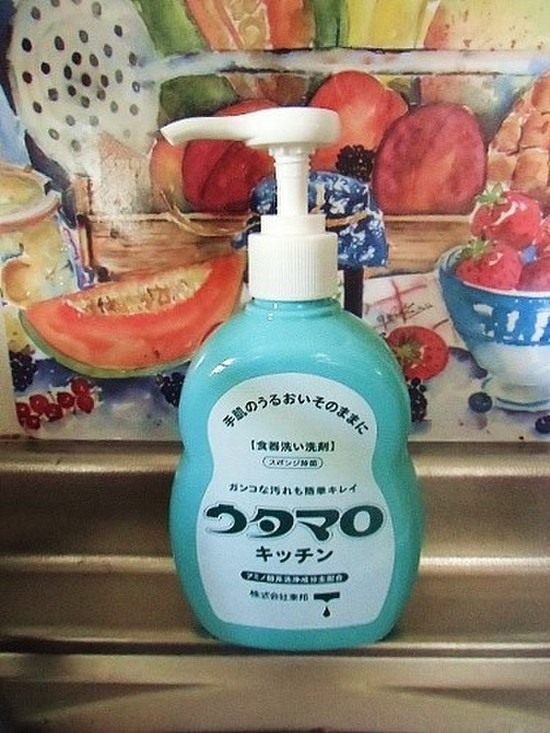 手肌のうるおいそのままに
【食器洗い洗剤】
スポンジ除菌
ガンコな汚れも簡単キレイ
ウタマロ
キッチン
アミノ酸系洗浄成分主配合
株式会社東邦